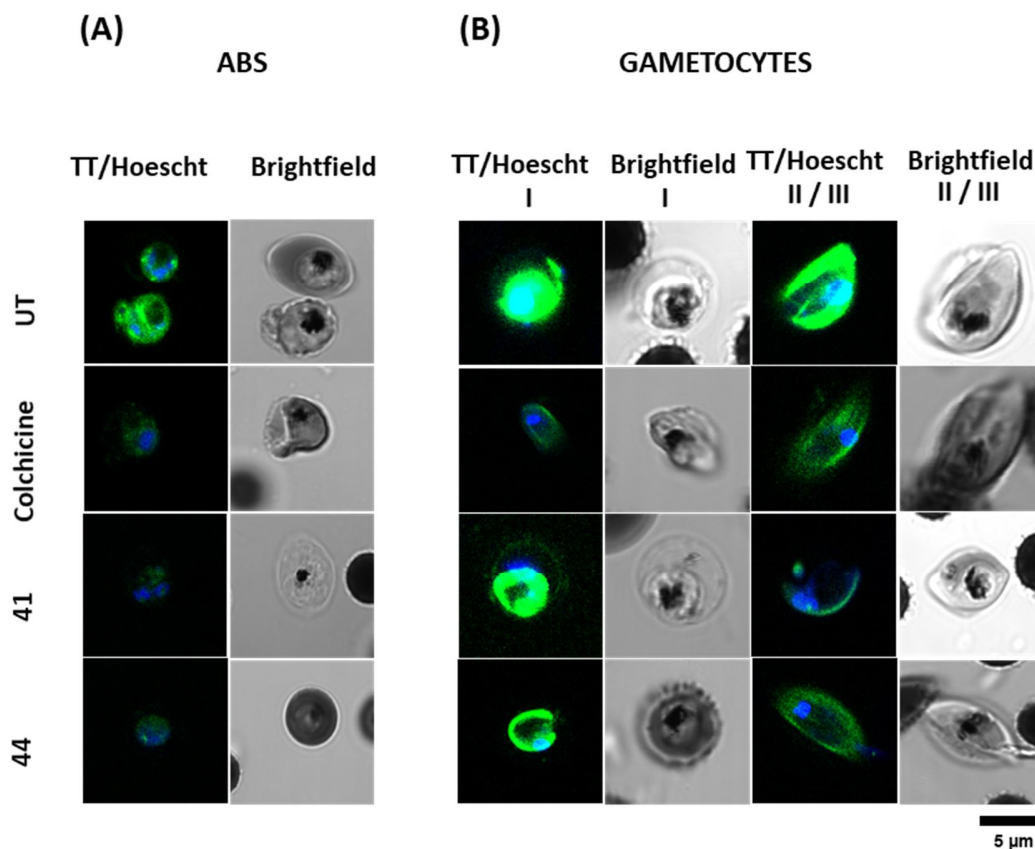 (A)
(B)
ABS
GAMETOCYTES
TT/Hoescht
Brightfield
TT/Hoescht
I
Brightfield
I
TT/Hoescht
II / III
Brightfield
II / III
UT
Colchicine
41
44
5 µm